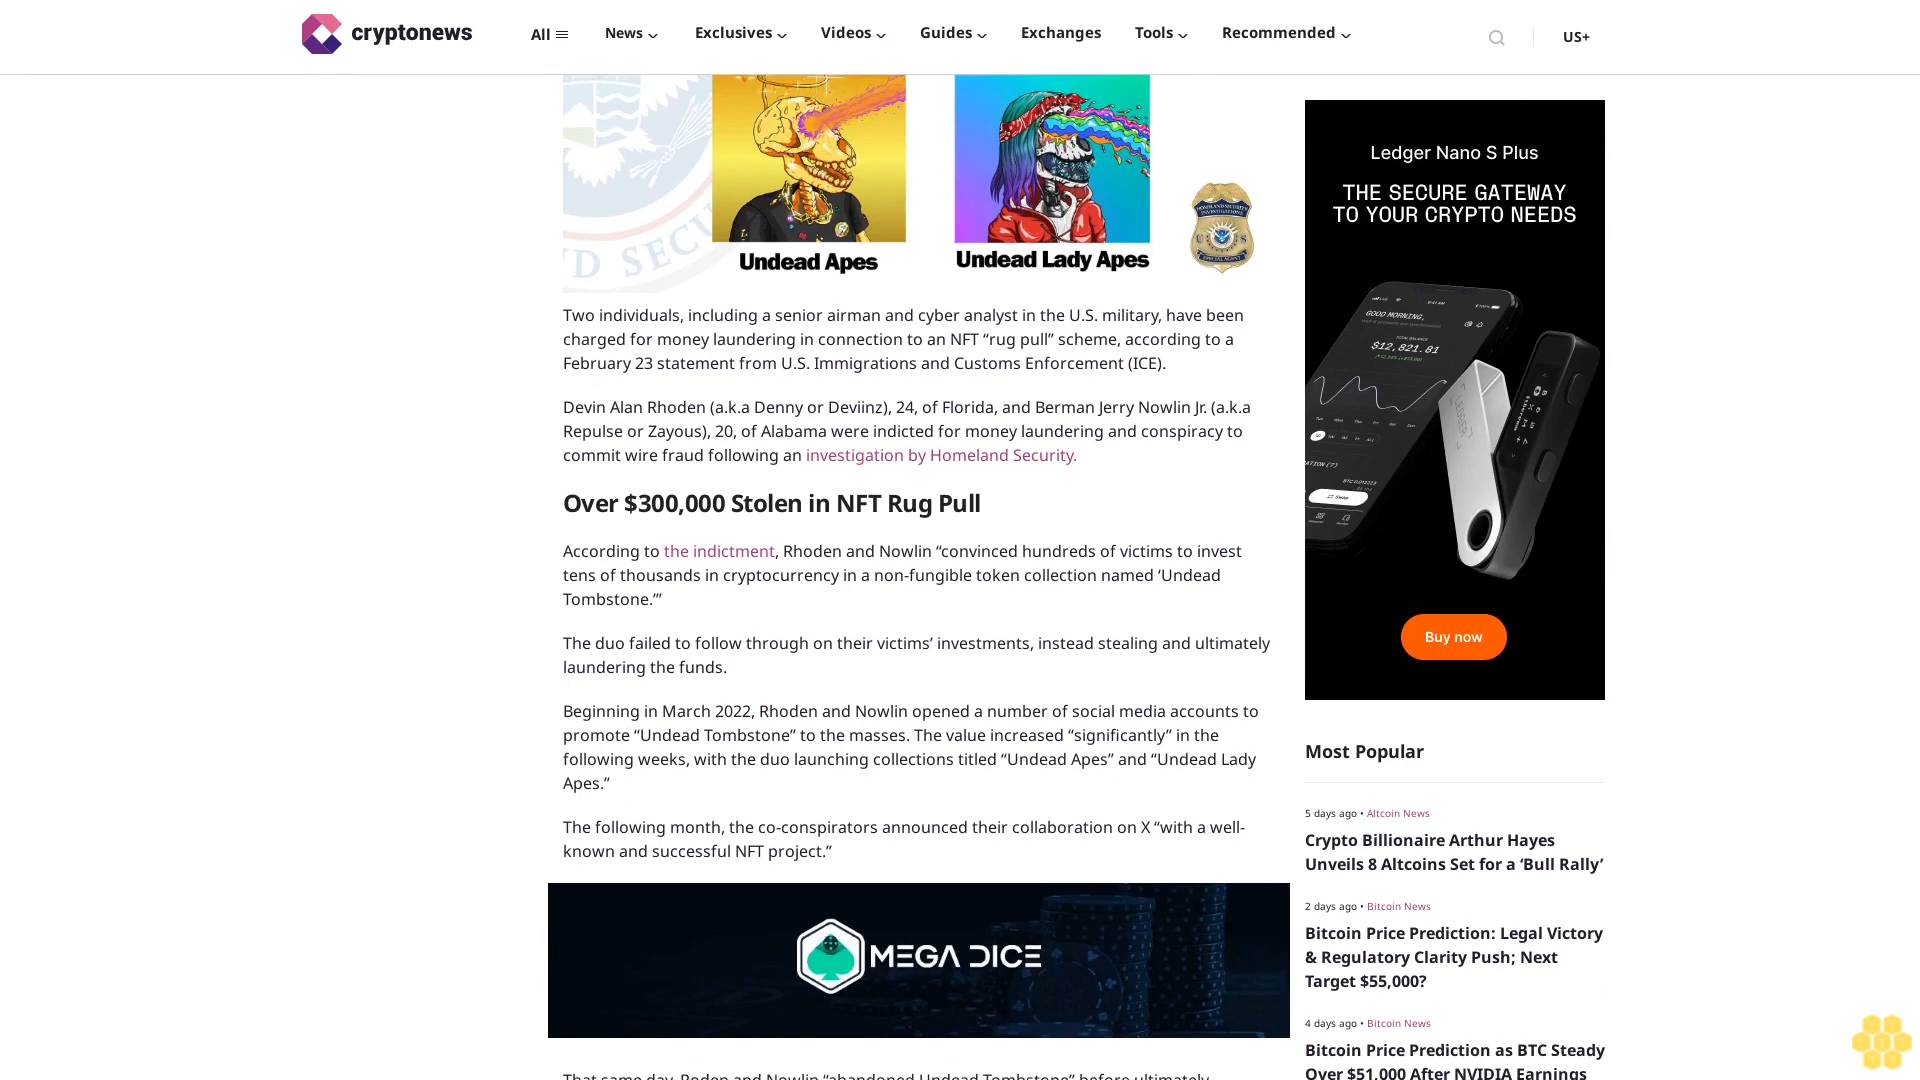 cryptonews
All
News
Exclusives
Videos
Guides
Exchanges
Tools
Recommended
US+
D SECU
Undead Apes
Undead Lady Apes
Two individuals, including a senior airman and cyber analyst in the U.S. military, have been
charged for money laundering in connection to an NFT “rug pull” scheme, according to a
February 23 statement from U.S. Immigrations and Customs Enforcement (ICE).
Devin Alan Rhoden (a.k.a Denny or Deviinz), 24, of Florida, and Berman Jerry Nowlin Jr. (a.k.a
Repulse or Zayous), 20, of Alabama were indicted for money laundering and conspiracy to
commit wire fraud following an investigation by Homeland Security.
Over $300,000 Stolen in NFT Rug Pull
According to the indictment, Rhoden and Nowlin “convinced hundreds of victims to invest
tens of thousands in cryptocurrency in a non-fungible token collection named ‘Undead
Tombstone.’”
The duo failed to follow through on their victims’ investments, instead stealing and ultimately
laundering the funds.
Beginning in March 2022, Rhoden and Nowlin opened a number of social media accounts to
promote “Undead Tombstone” to the masses. The value increased “significantly” in the
following weeks, with the duo launching collections titled “Undead Apes” and “Undead Lady
Apes.”
The following month, the co-conspirators announced their collaboration on X “with a well-
known and successful NFT project.”
MEGA DICE
That same day, Roden and Nowlin “abandoned Undead Tombstone” before ultimately
Ledger Nano S Plus
THE SECURE GATEWAY
TO YOUR CRYPTO NEEDS
GOOD MORNING,
TOTAL BALANCE
$12,821.81
LEDGER
Swap
Buy now
Most Popular
5 days ago • Altcoin News
Crypto Billionaire Arthur Hayes
Unveils 8 Altcoins Set for a ‘Bull Rally’
2 days ago • Bitcoin News
Bitcoin Price Prediction: Legal Victory
& Regulatory Clarity Push; Next
Target $55,000?
4 days ago • Bitcoin News
Bitcoin Price Prediction as BTC Steady
Over $51,000 After NVIDIA Earnings